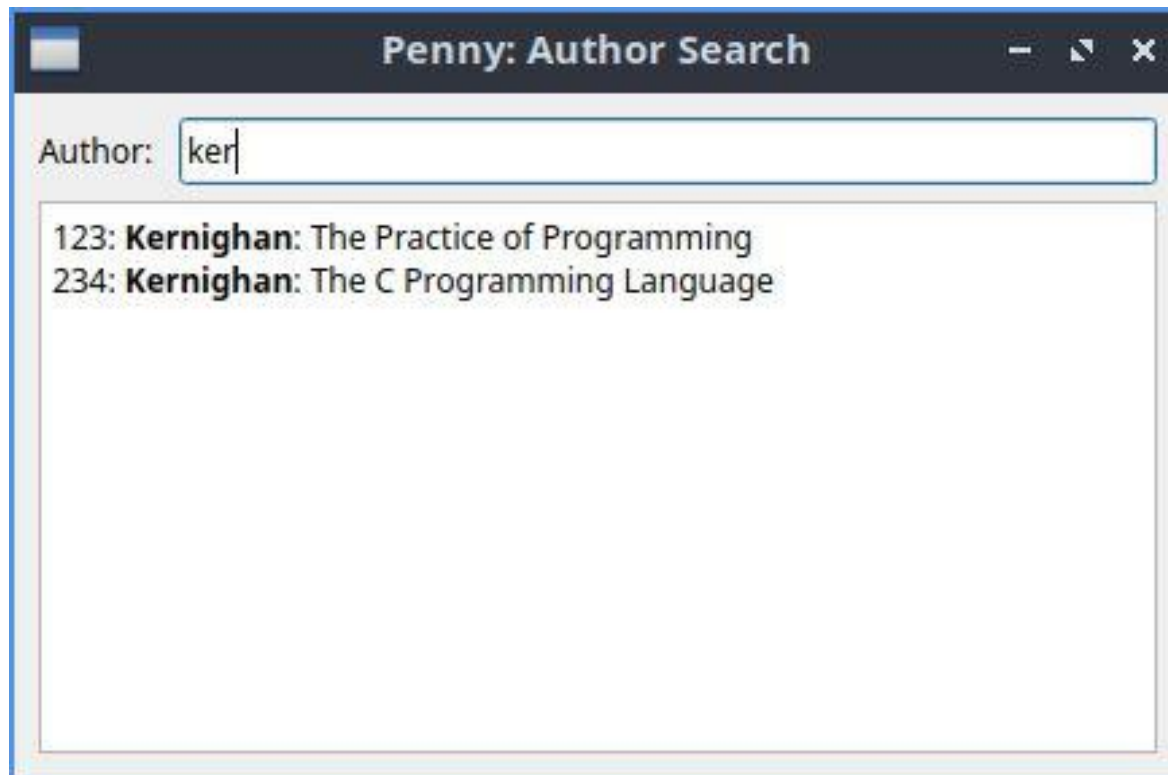 Penny: Author Search
Author: ker
123: Kernighan: The Practice of Programming
234: Kernighan: The C Programming Language